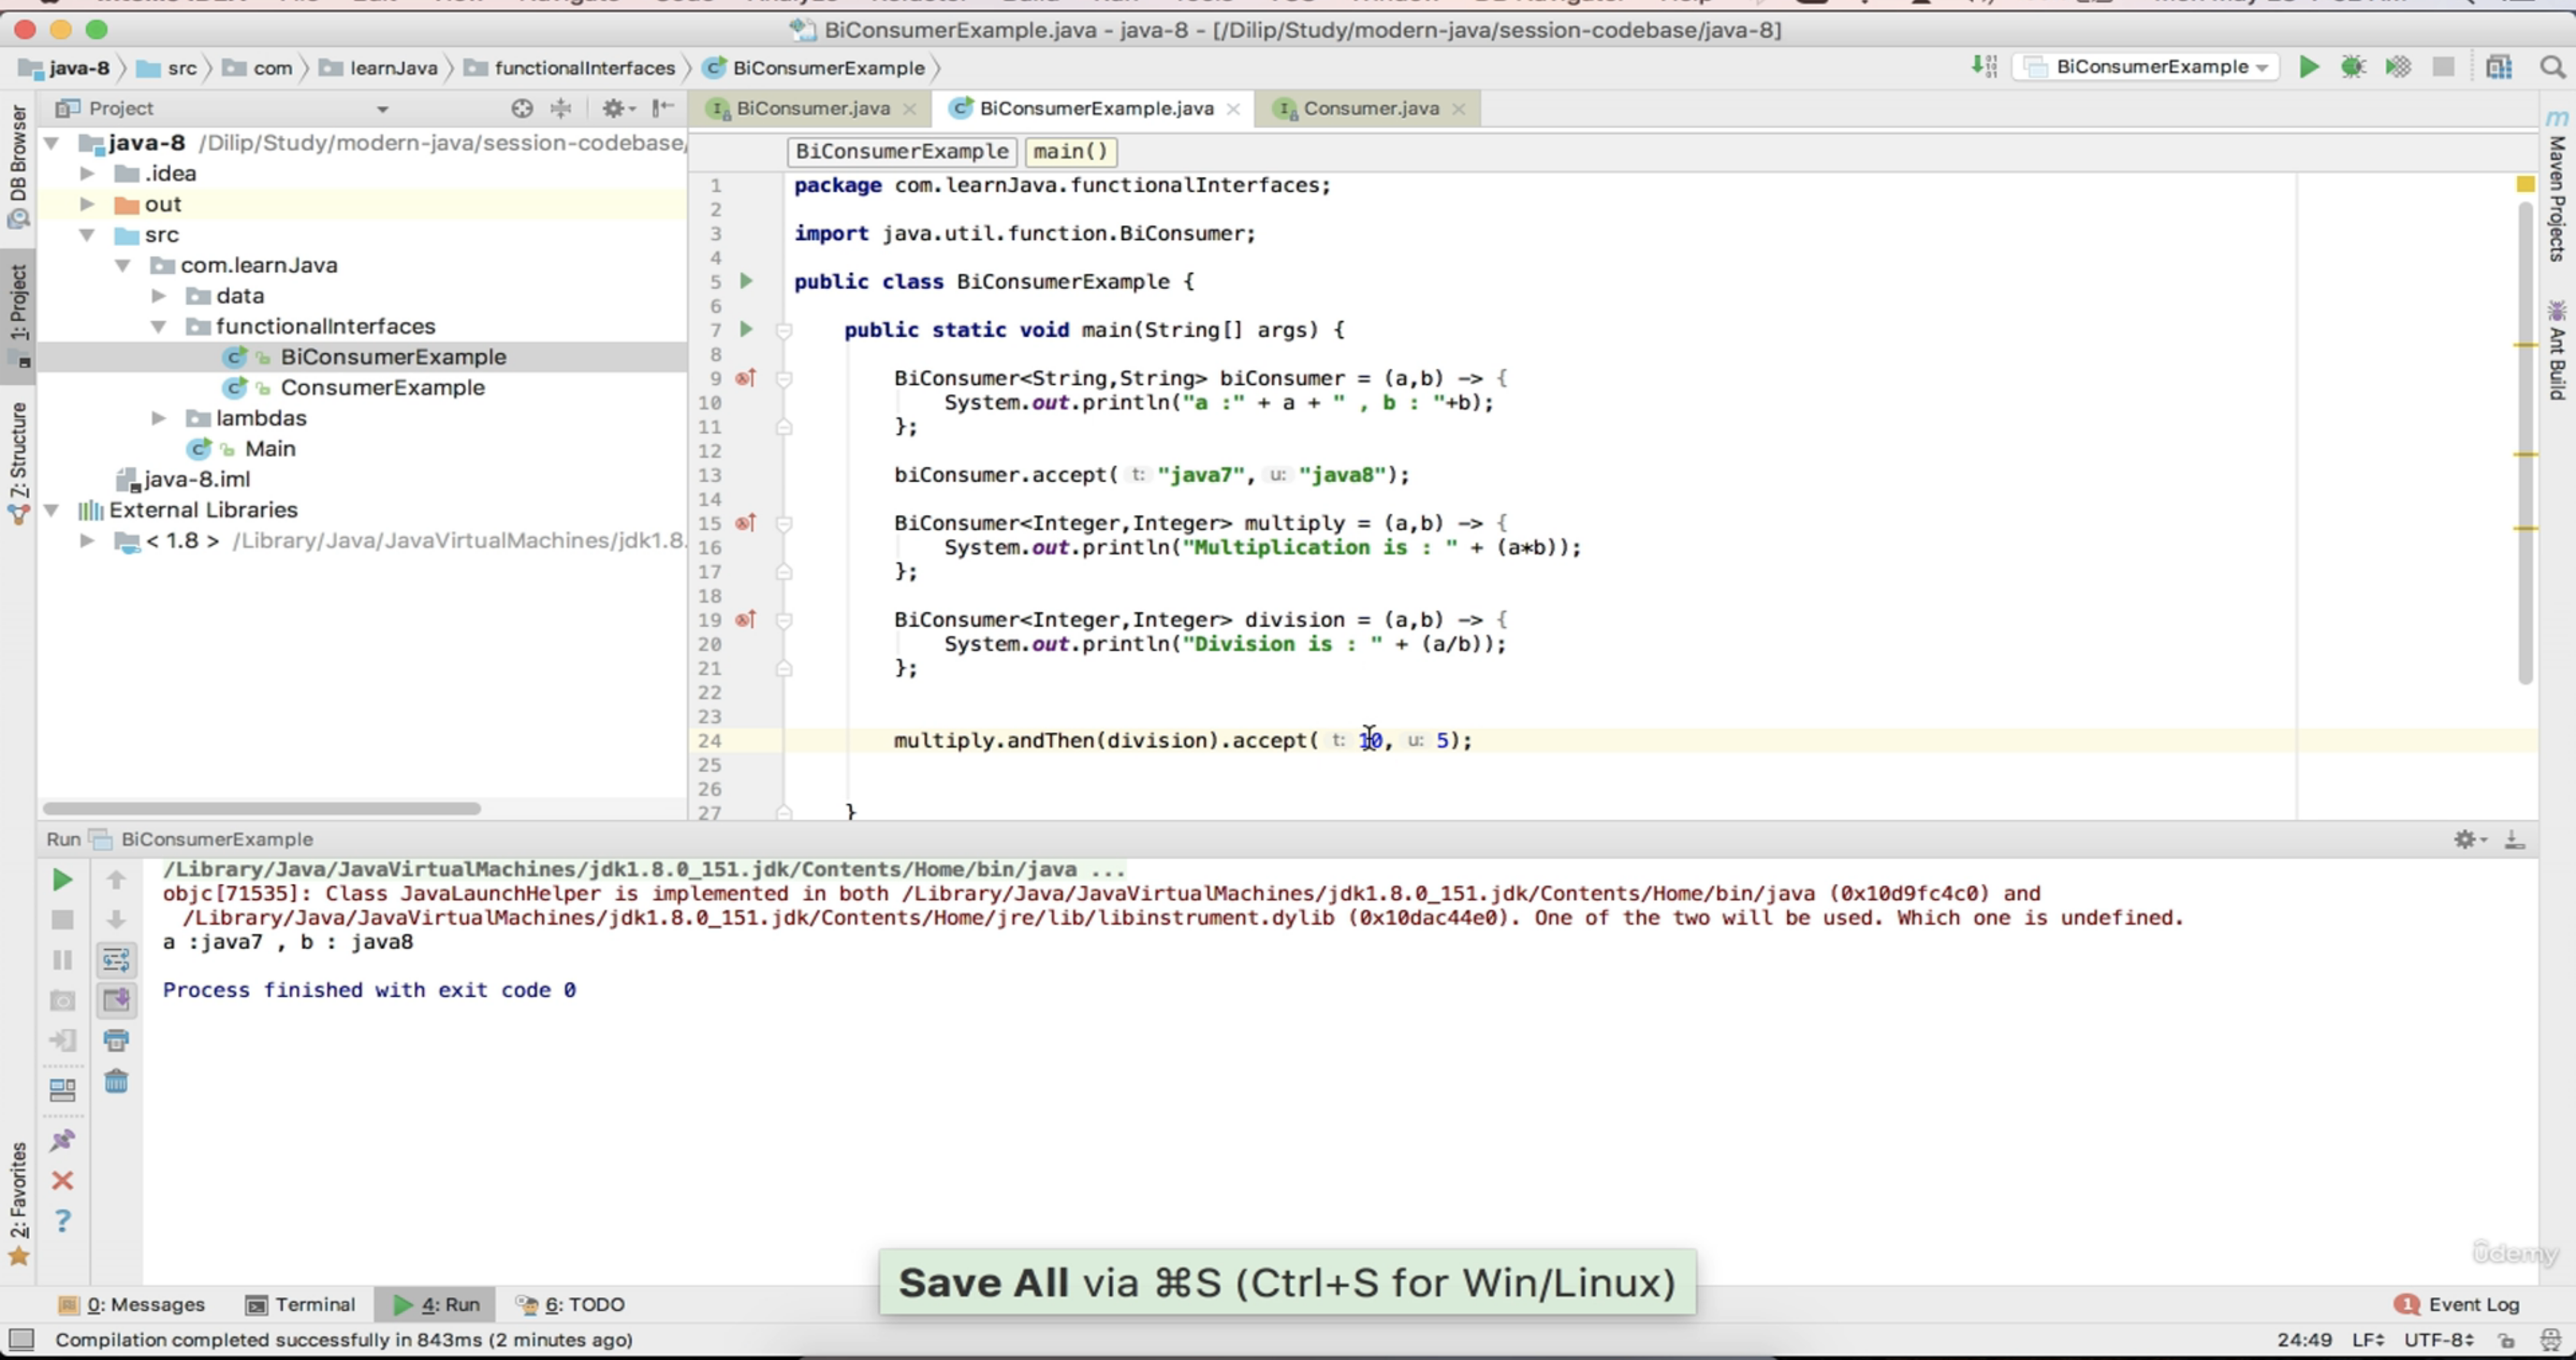 BiConsumerExample.java - java-8 - [/Dilip/Study/modern-java/session-codebase/java-8]
java-8 src com learnJava functionalInterfaces BiConsumerExample
BiConsumerExample
Project
BiConsumer.java BiConsumerExample.java Consumer.java
DB Browser
1: Project
7: Structure
2: Favorites
java-8 /Dilip/Study/modern-java/session-codebase/
.idea
out
src
com.learnJava
data
functionalInterfaces
BiConsumerExample
ConsumerExample
lambdas
Main
java-8.iml
External Libraries
< 1.8 > /Library/Java/JavaVirtualMachines/jdk1.8.
BiConsumerExample main()
1 package com.learnJava.functionalInterfaces;
2
3 import java.util.function.BiConsumer;
4
5 public class BiConsumerExample {
6
7 public static void main(String[] args) {
8
9 BiConsumer<String,String> biConsumer = (a,b) -> {
10 System.out.println("a :" + a + " , b : "+b);
11 };
12
13 biConsumer.accept( t: "java7", u: "java8");
14
15 BiConsumer<Integer,Integer> multiply = (a,b) -> {
16 System.out.println("Multiplication is : " + (a*b));
17 };
18
19 BiConsumer<Integer,Integer> division = (a,b) -> {
20 System.out.println("Division is : " + (a/b));
21 };
22
23
24 multiply.andThen(division).accept( t: 10, u: 5);
25
26
27 }
Maven Projects
Ant Build
Run BiConsumerExample
/Library/Java/JavaVirtualMachines/jdk1.8.0_151.jdk/Contents/Home/bin/java ...
objc[71535]: Class JavaLaunchHelper is implemented in both /Library/Java/JavaVirtualMachines/jdk1.8.0_151.jdk/Contents/Home/bin/java (0x10d9fc4c0) and
/Library/Java/JavaVirtualMachines/jdk1.8.0_151.jdk/Contents/Home/jre/lib/libinstrument.dylib (0x10dac44e0). One of the two will be used. Which one is undefined.
a :java7 , b : java8
Process finished with exit code 0
udemy
Save All via ⌘S (Ctrl+S for Win/Linux)
0: Messages Terminal 4: Run 6: TODO
1 Event Log
Compilation completed successfully in 843ms (2 minutes ago)
24:49 LF UTF-8